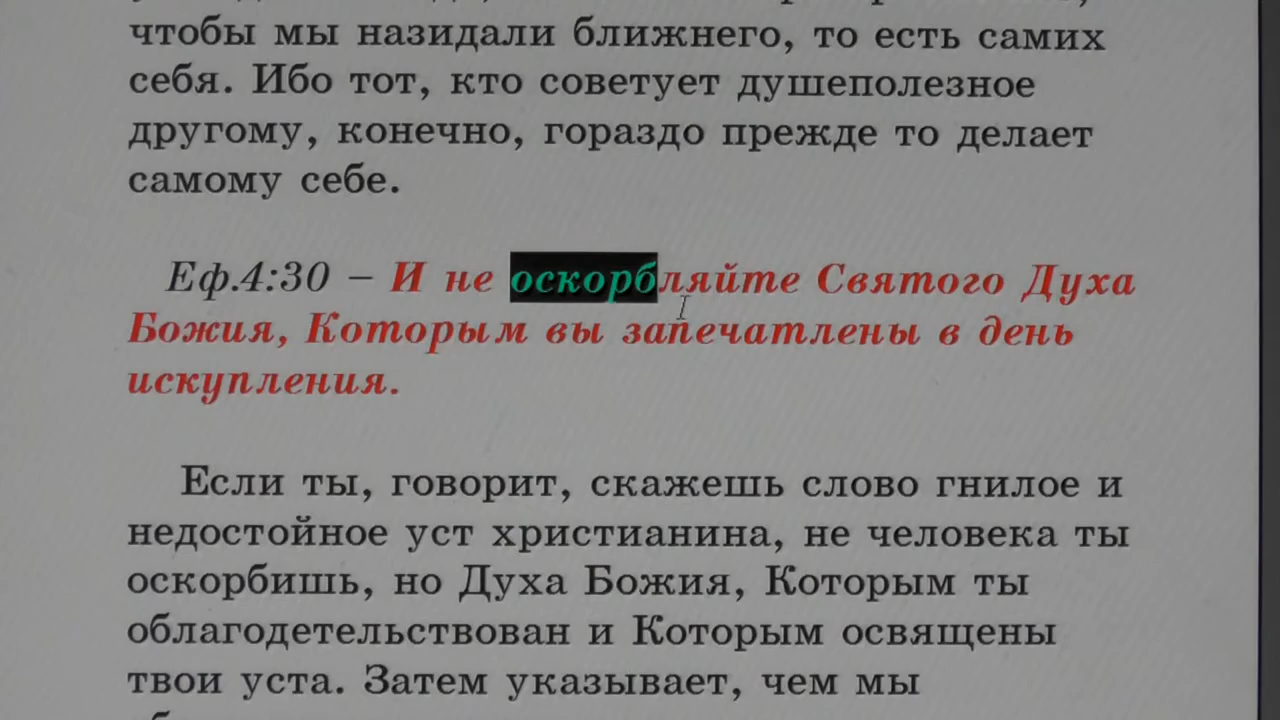 чтобы мы назидали ближнего, то есть самих
себя. Ибо тот, кто советует душеполезное
другому, конечно, гораздо прежде то делает
самому себе.
Еф.4:30 – И не оскорбляйте Святого Духа
Божия, Которым вы запечатлены в день
искупления.
Если ты, говорит, скажешь слово гнилое и
недостойное уст христианина, не человека ты
оскорбишь, но Духа Божия, Которым ты
облагодетельствован и Которым освящены
твои уста. Затем указывает, чем мы